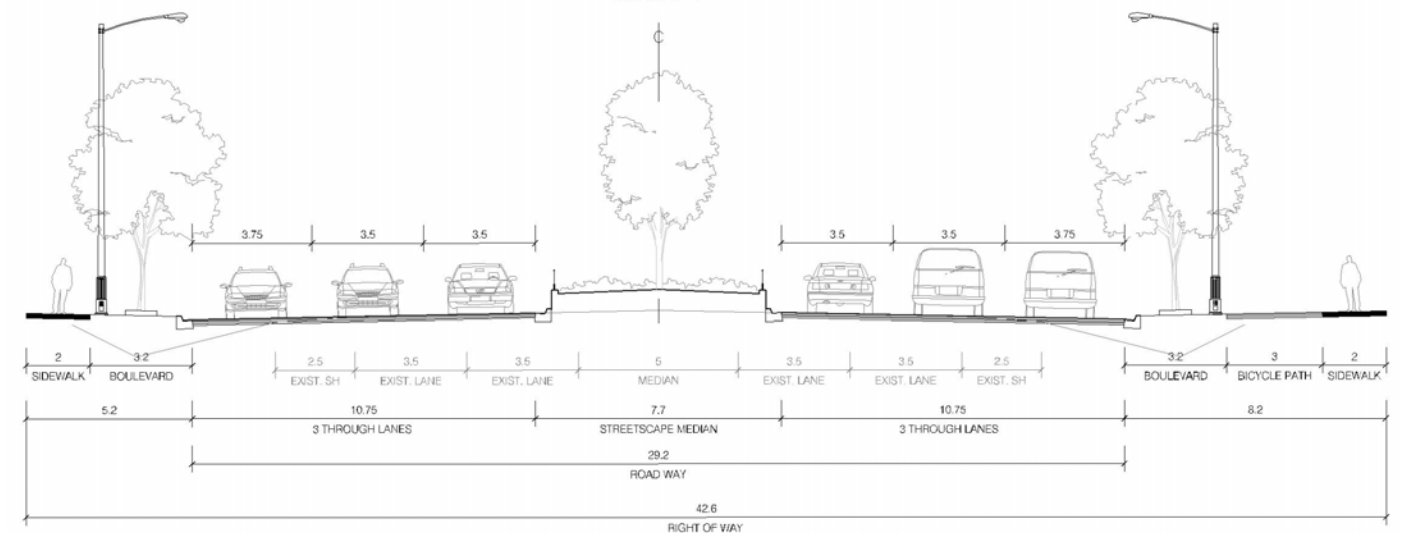 C
3.75 3.5 3.5 3.5 3.5 3.75
2 3.2 2.5 3.5 3.5 5 3.5 3.5 2.5 3.2 3 2
SIDEWALK BOULEVARD EXIST. SH EXIST. LANE EXIST. LANE MEDIAN EXIST. LANE EXIST. LANE EXIST. SH BOULEVARD BICYCLE PATH SIDEWALK
5.2 10.75 7.7 10.75 8.2
3 THROUGH LANES STREETSCAPE MEDIAN 3 THROUGH LANES
29.2
ROAD WAY
42.6
RIGHT OF WAY